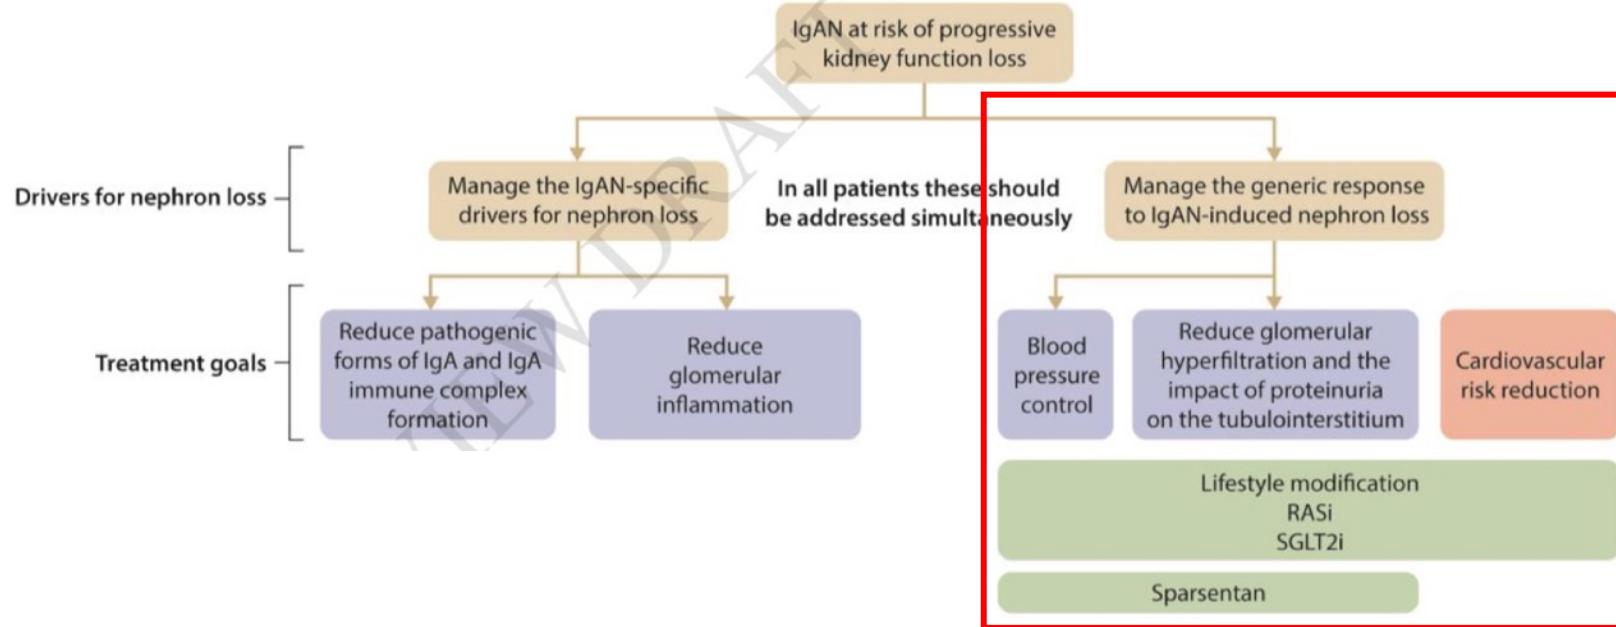 IgAN at risk of progressive
kidney function loss
Drivers for nephron loss
Manage the IgAN-specific
drivers for nephron loss
In all patients these should
be addressed simultaneously
Manage the generic response
to IgAN-induced nephron loss
Treatment goals
Reduce pathogenic
forms of IgA and IgA
immune complex
formation
Reduce
glomerular
inflammation
Blood
pressure
control
Reduce glomerular
hyperfiltration and the
impact of proteinuria
on the tubulointerstitium
Cardiovascular
risk reduction
Lifestyle modification
RASi
SGLT2i
Sparsentan
VIEW DRAFT